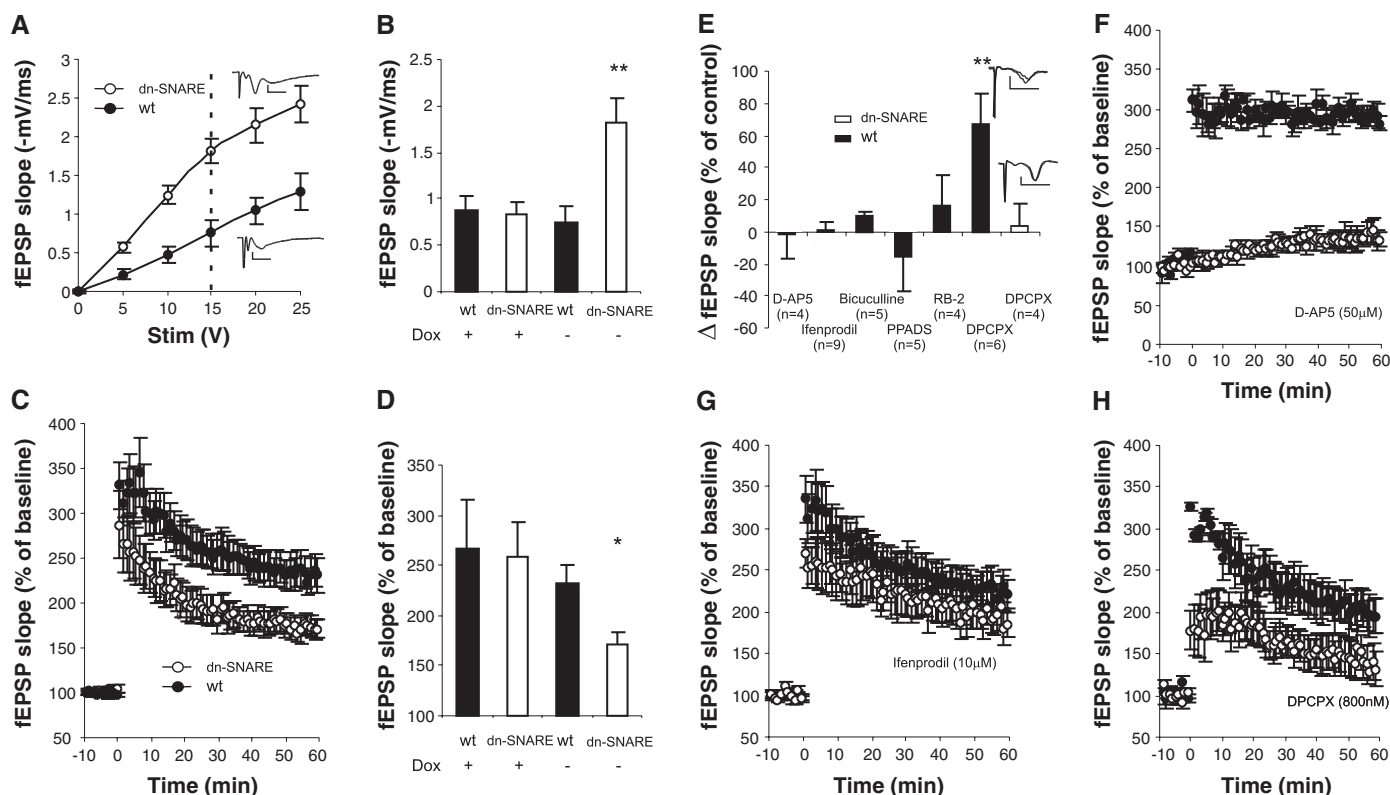 A
fEPSP slope (-mV/ms)
3
2.5
2
1.5
1
0.5
0
dn-SNARE
wt
0 5 10 15 20 25
Stim (V)
B
fEPSP slope (-mV/ms)
2.5
2
1.5
1
0.5
0
**
wt dn-SNARE wt dn-SNARE
Dox + + - -
E
Δ fEPSP slope (% of control)
100
80
60
40
20
0
-20
-40
-60
dn-SNARE
wt
**
D-AP5
(n=4)
Ifenprodil
(n=9)
Bicuculline
(n=5)
PPADS
(n=5)
RB-2
(n=4)
DPCPX
(n=6)
DPCPX
(n=4)
F
fEPSP slope (% of baseline)
400
350
300
250
200
150
100
50
0
D-AP5 (50μM)
-10 0 10 20 30 40 50 60
Time (min)
C
fEPSP slope (% of baseline)
400
350
300
250
200
150
100
50
dn-SNARE
wt
-10 0 10 20 30 40 50 60
Time (min)
D
fEPSP slope (% of baseline)
350
300
250
200
150
100
*
wt dn-SNARE wt dn-SNARE
Dox + + - -
G
fEPSP slope (% of baseline)
400
350
300
250
200
150
100
50
Ifenprodil (10μM)
-10 0 10 20 30 40 50 60
Time (min)
H
fEPSP slope (% of baseline)
400
350
300
250
200
150
100
50
DPCPX (800nM)
-10 0 10 20 30 40 50 60
Time (min)